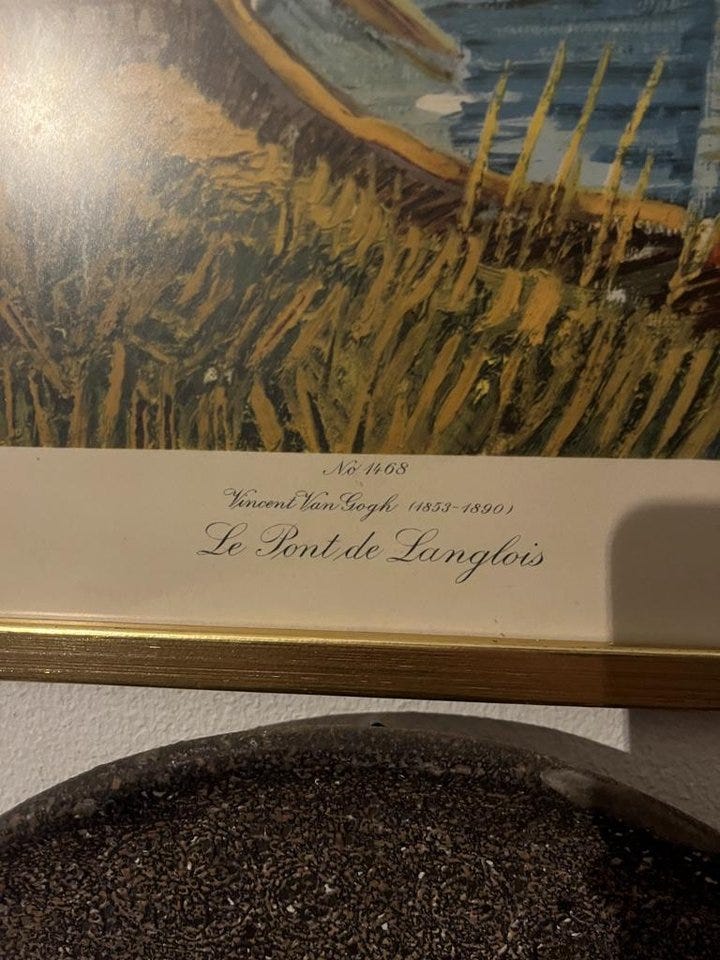 No 1468
Vincent Van Gogh (1853-1890)
Le Pont de Langlois